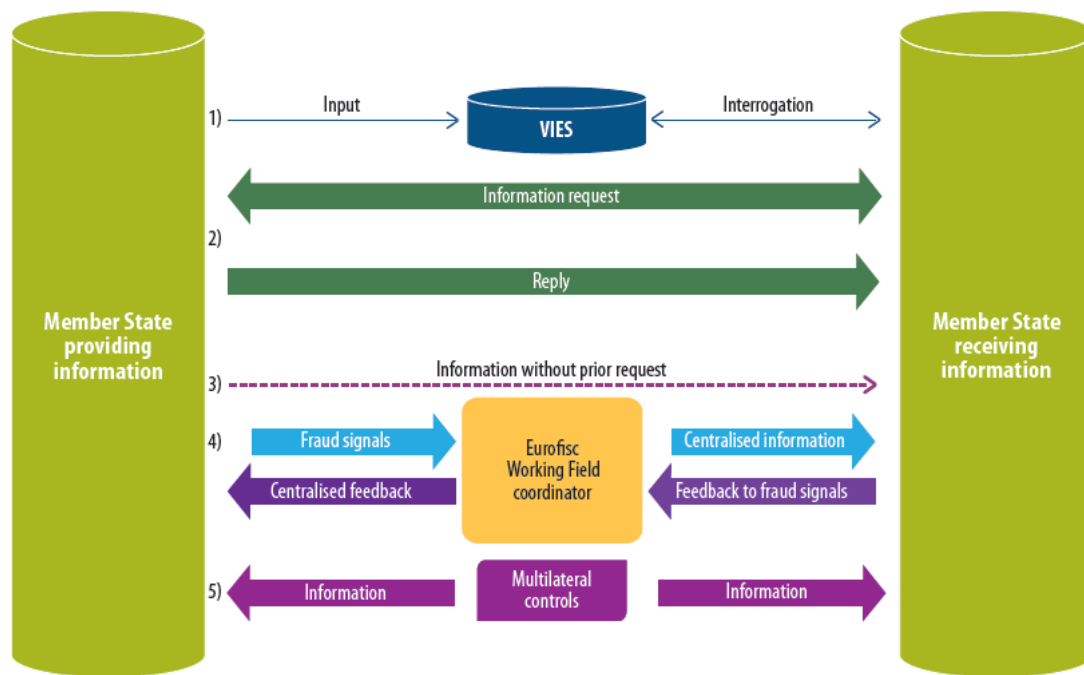 1)
Input
VIES
Interrogation
Information request
2)
Reply
Member State
providing
information
Member State
receiving
information
3)
Information without prior request
4)
Fraud signals
Eurofisc
Working Field
coordinator
Centralised information
Centralised feedback
Feedback to fraud signals
5)
Information
Multilateral
controls
Information